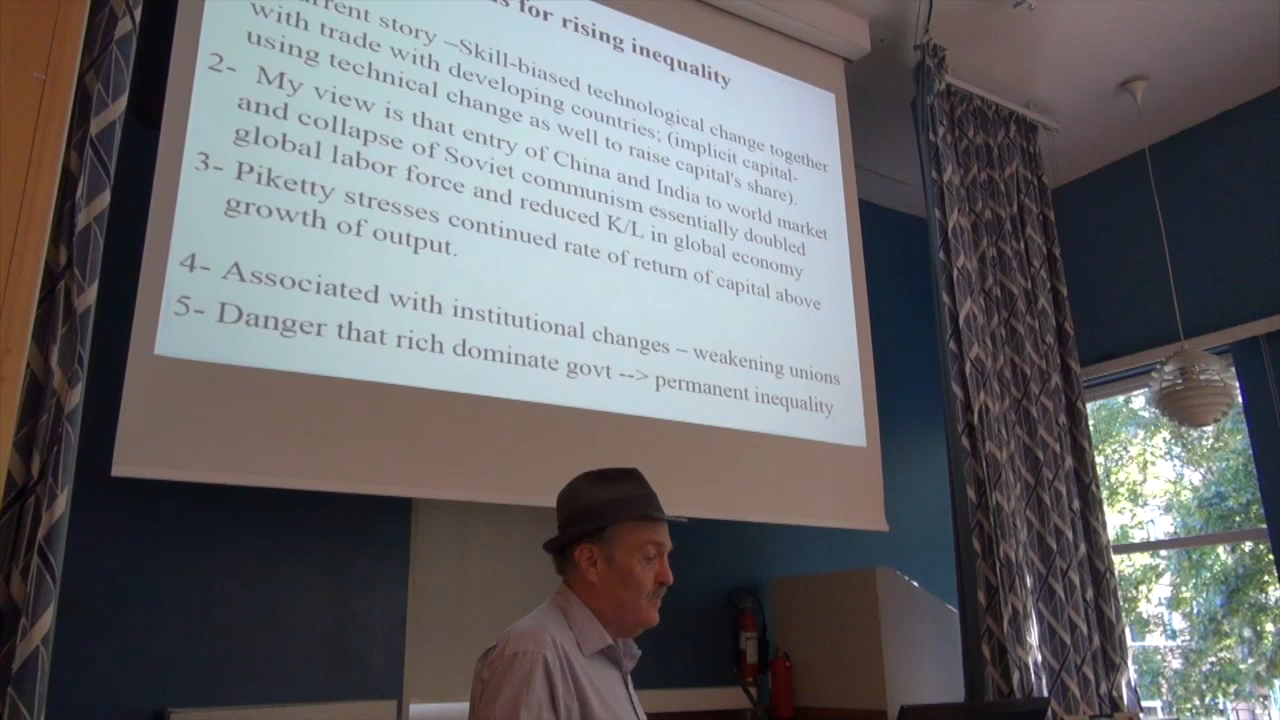 for rising inequality
story –Skill-biased technological change together
with trade with developing countries; (implicit capital-
using technical change as well to raise capital's share).
2- My view is that entry of China and India to world market
and collapse of Soviet communism essentially doubled
global labor force and reduced K/L in global economy
3- Piketty stresses continued rate of return of capital above
growth of output.
4- Associated with institutional changes – weakening unions
5- Danger that rich dominate govt --> permanent inequality